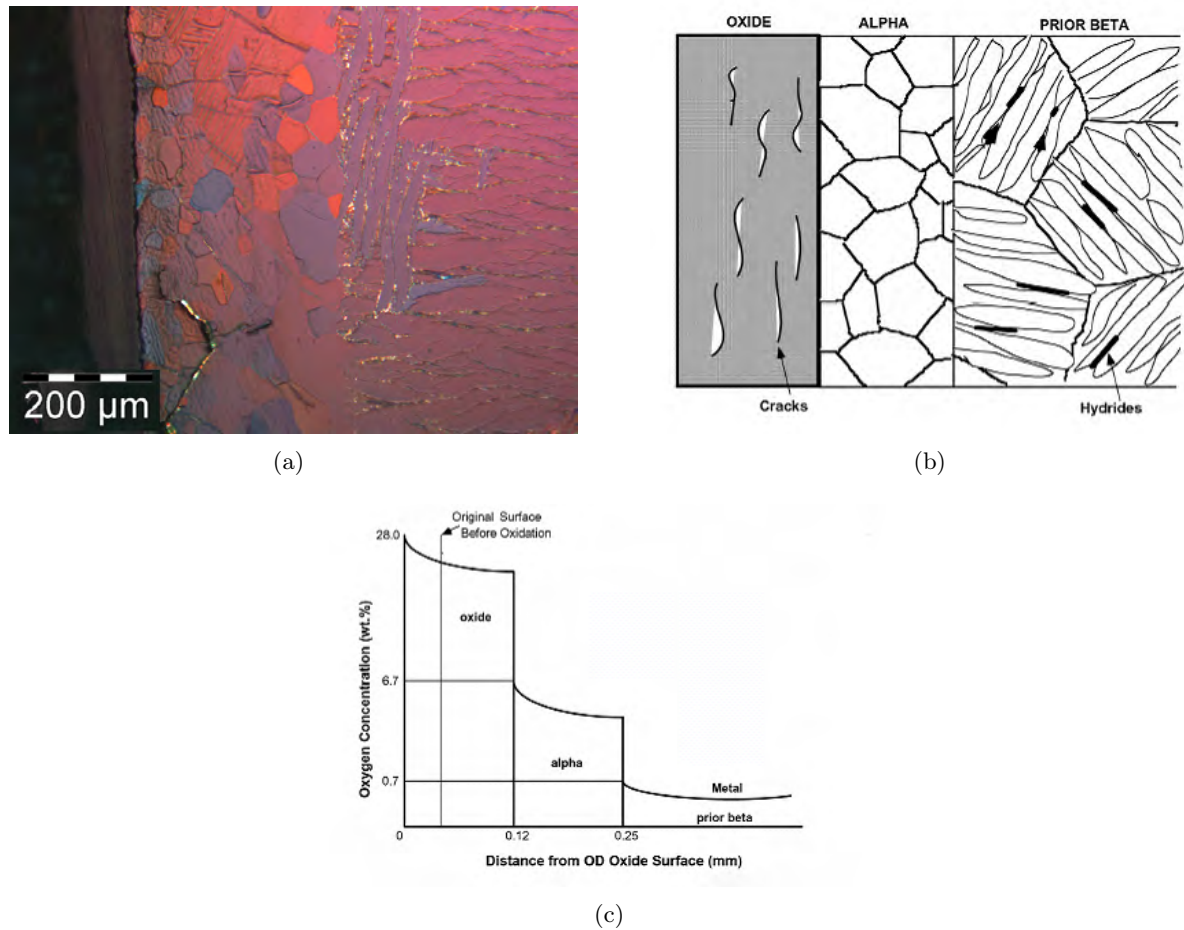 200 µm
(a)
OXIDE ALPHA PRIOR BETA
Cracks
Hydrides
(b)
Original Surface
Before Oxidation
28.0
oxide
6.7
alpha
0.7
Metal
prior beta
0 0.12 0.25
Oxygen Concentration (wt.%)
Distance from OD Oxide Surface (mm)
(c)